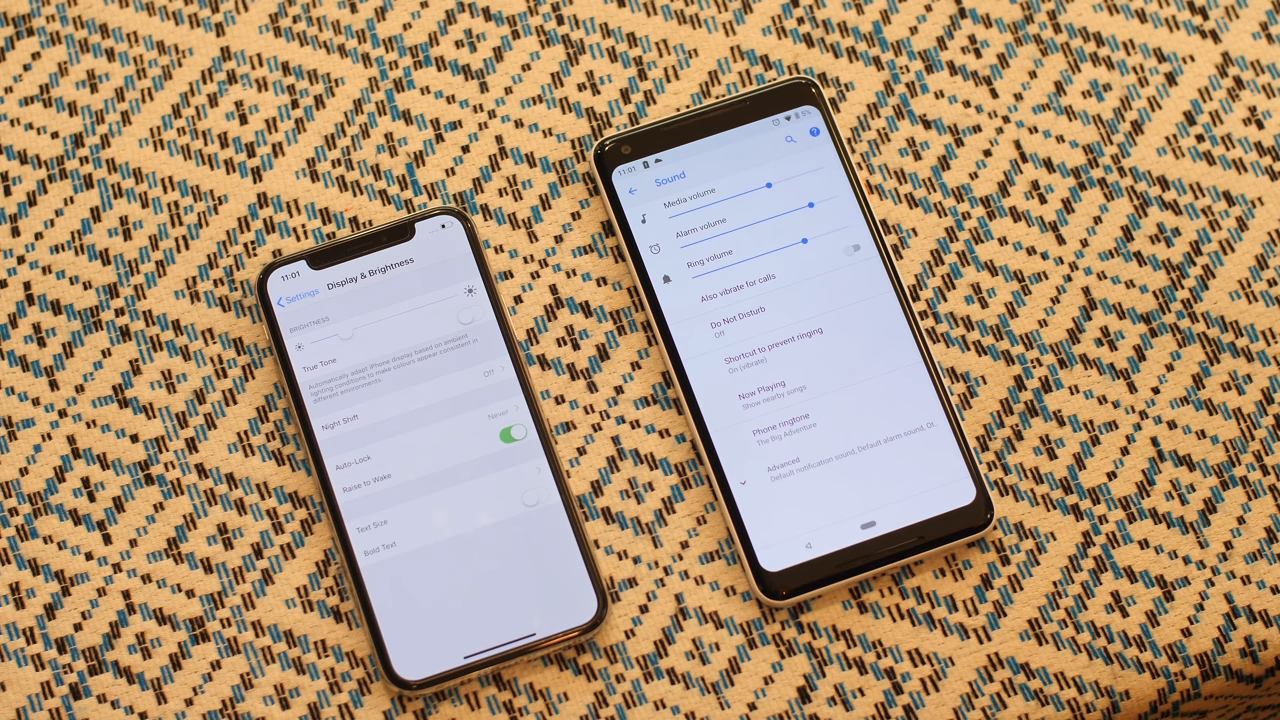 11:01
Settings
Display & Brightness
BRIGHTNESS
True Tone
Automatically adapt iPhone display based on ambient
lighting conditions to make colours appear consistent in
different environments.
Night Shift
Off
Auto-Lock
Never
Raise to Wake
Text Size
Bold Text
11:01
5%
?
Sound
Media volume
Alarm volume
Ring volume
Also vibrate for calls
Do Not Disturb
Off
Shortcut to prevent ringing
On (vibrate)
Now Playing
Show nearby songs
Phone ringtone
The Big Adventure
Advanced
Default notification sound, Default alarm sound, Ot..